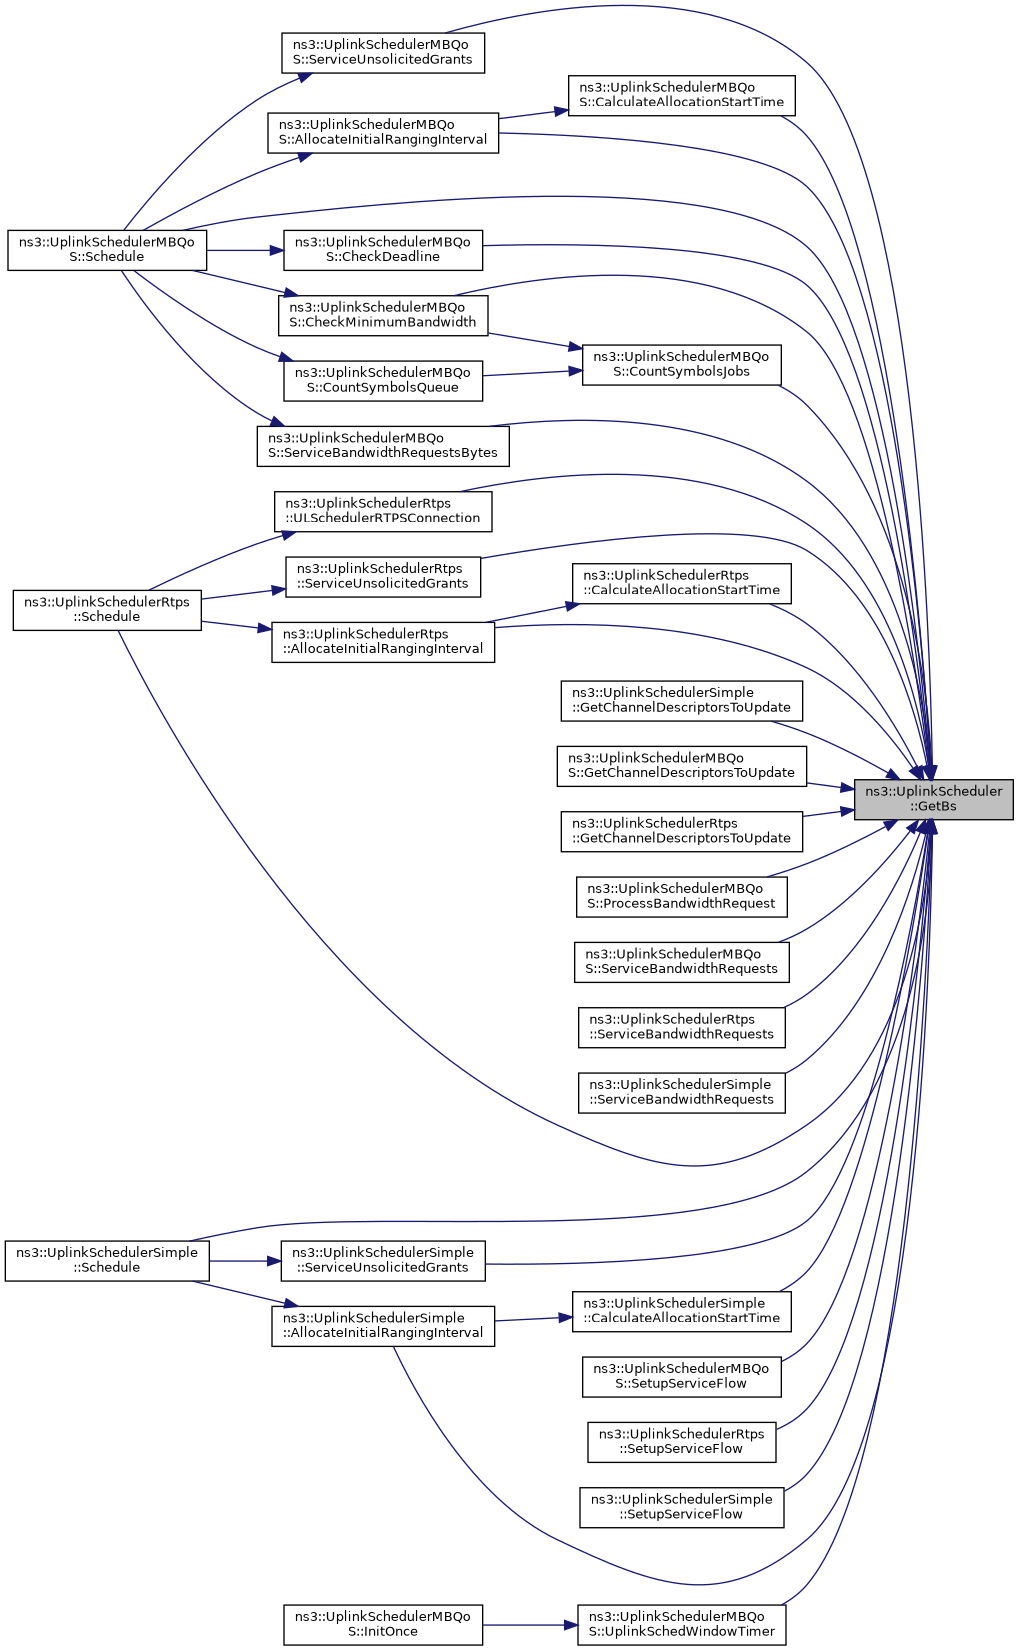 ns3::UplinkSchedulerMBQo
S::ServiceUnsolicitedGrants
ns3::UplinkSchedulerMBQo
S::CalculateAllocationStartTime
ns3::UplinkSchedulerMBQo
S::AllocateInitialRangingInterval
ns3::UplinkSchedulerMBQo
S::Schedule
ns3::UplinkSchedulerMBQo
S::CheckDeadline
ns3::UplinkSchedulerMBQo
S::CheckMinimumBandwidth
ns3::UplinkSchedulerMBQo
S::CountSymbolsJobs
ns3::UplinkSchedulerMBQo
S::CountSymbolsQueue
ns3::UplinkSchedulerMBQo
S::ServiceBandwidthRequestsBytes
ns3::UplinkSchedulerRtps
::ULSchedulerRTPSConnection
ns3::UplinkSchedulerRtps
::ServiceUnsolicitedGrants
ns3::UplinkSchedulerRtps
::CalculateAllocationStartTime
ns3::UplinkSchedulerRtps
::Schedule
ns3::UplinkSchedulerRtps
::AllocateInitialRangingInterval
ns3::UplinkSchedulerSimple
::GetChannelDescriptorsToUpdate
ns3::UplinkSchedulerMBQo
S::GetChannelDescriptorsToUpdate
ns3::UplinkScheduler
::GetBs
ns3::UplinkSchedulerRtps
::GetChannelDescriptorsToUpdate
ns3::UplinkSchedulerMBQo
S::ProcessBandwidthRequest
ns3::UplinkSchedulerMBQo
S::ServiceBandwidthRequests
ns3::UplinkSchedulerRtps
::ServiceBandwidthRequests
ns3::UplinkSchedulerSimple
::ServiceBandwidthRequests
ns3::UplinkSchedulerSimple
::Schedule
ns3::UplinkSchedulerSimple
::ServiceUnsolicitedGrants
ns3::UplinkSchedulerSimple
::CalculateAllocationStartTime
ns3::UplinkSchedulerSimple
::AllocateInitialRangingInterval
ns3::UplinkSchedulerMBQo
S::SetupServiceFlow
ns3::UplinkSchedulerRtps
::SetupServiceFlow
ns3::UplinkSchedulerSimple
::SetupServiceFlow
ns3::UplinkSchedulerMBQo
S::InitOnce
ns3::UplinkSchedulerMBQo
S::UplinkSchedWindowTimer